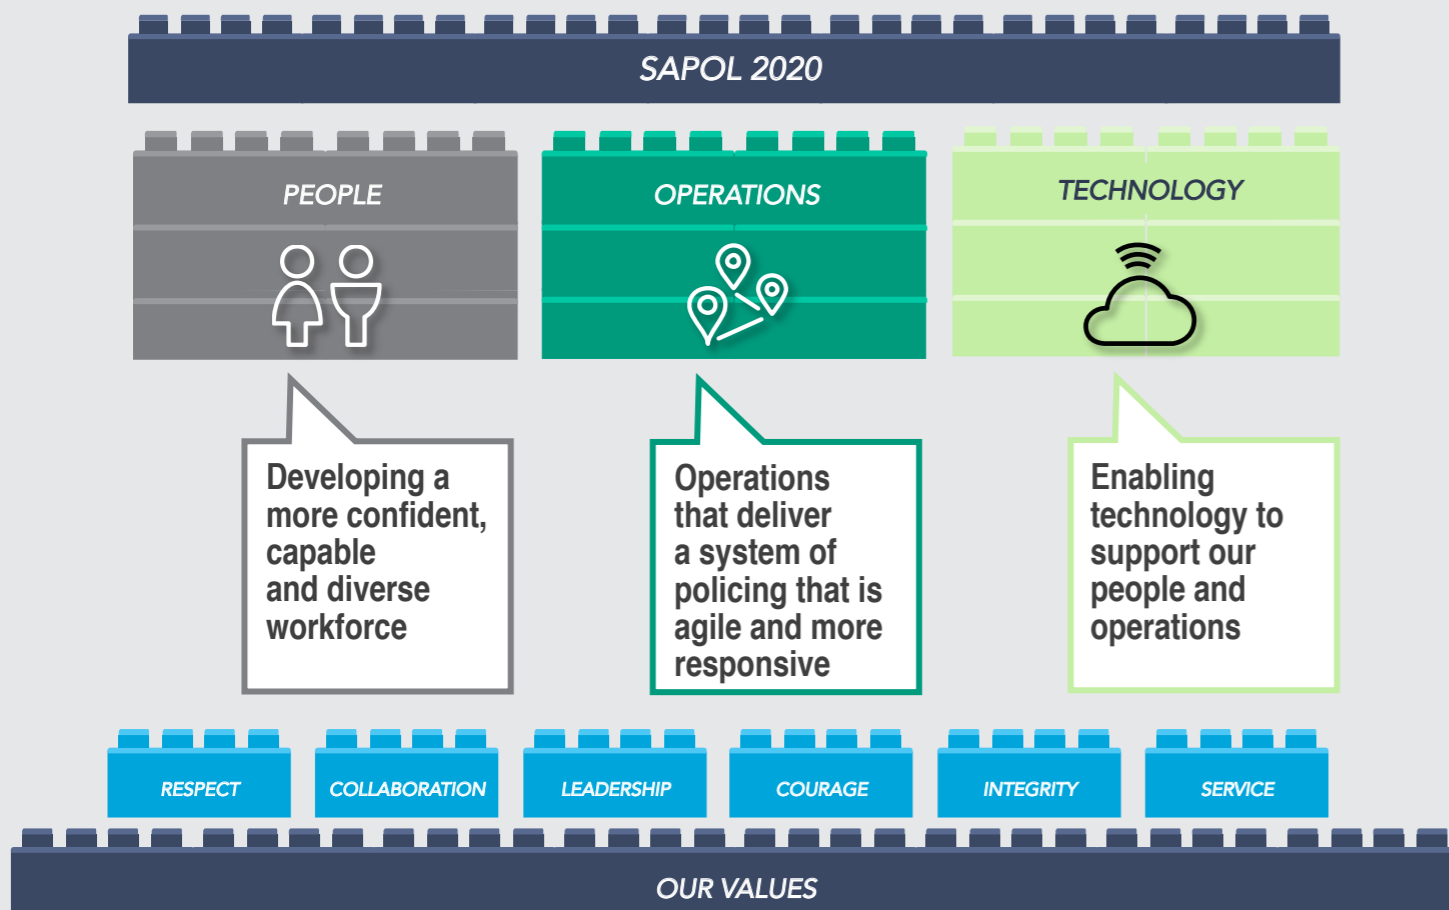 SAPOL 2020
PEOPLE
OPERATIONS
TECHNOLOGY
Developing a
more confident,
capable
and diverse
workforce
Operations
that deliver
a system of
policing that is
agile and more
responsive
Enabling
technology to
support our
people and
operations
RESPECT
COLLABORATION
LEADERSHIP
COURAGE
INTEGRITY
SERVICE
OUR VALUES